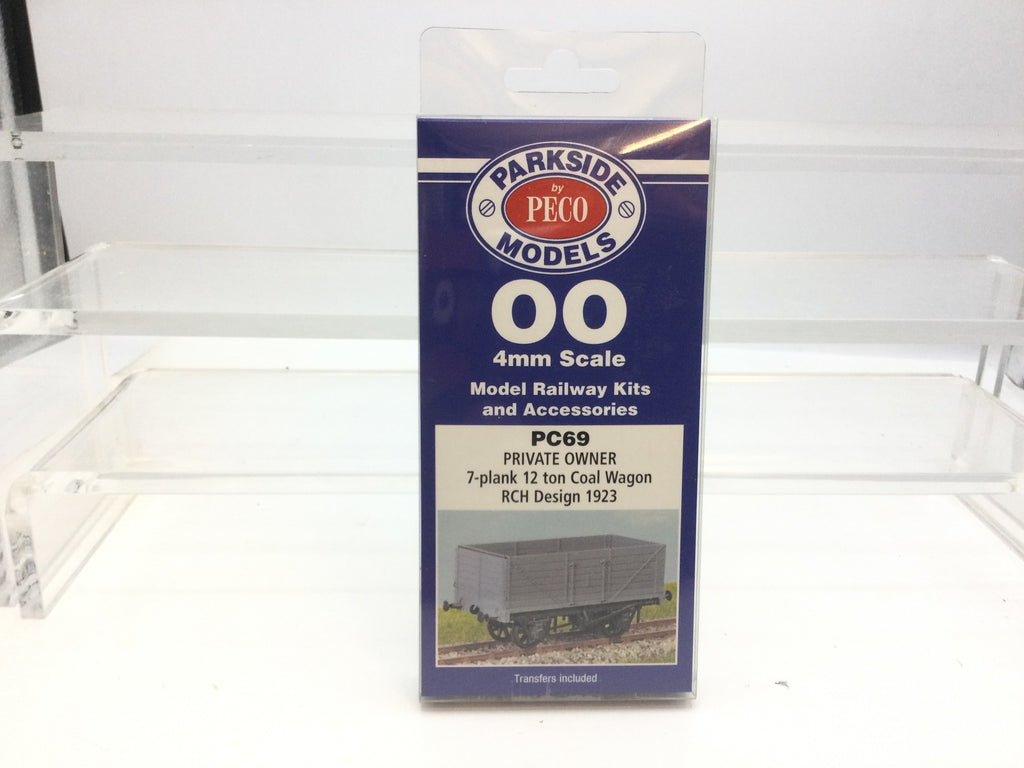 PARKSIDE
by
PECO
MODELS
OO
4mm Scale
Model Railway Kits
and Accessories
PC69
PRIVATE OWNER
7-plank 12 ton Coal Wagon
RCH Design 1923
Transfers included